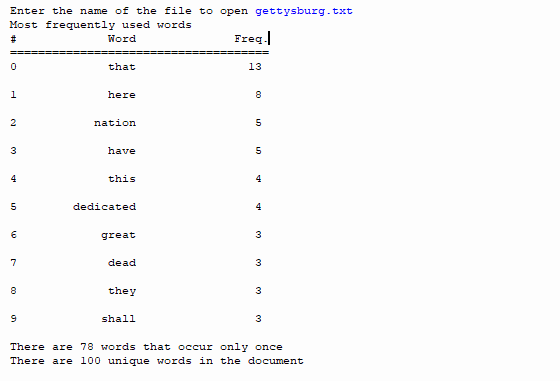 Enter the name of the file to open gettysburg.txt
Most frequently used words
# Word Freq.
=====================================
0 that 13
1 here 8
2 nation 5
3 have 5
4 this 4
5 dedicated 4
6 great 3
7 dead 3
8 they 3
9 shall 3
There are 78 words that occur only once
There are 100 unique words in the document